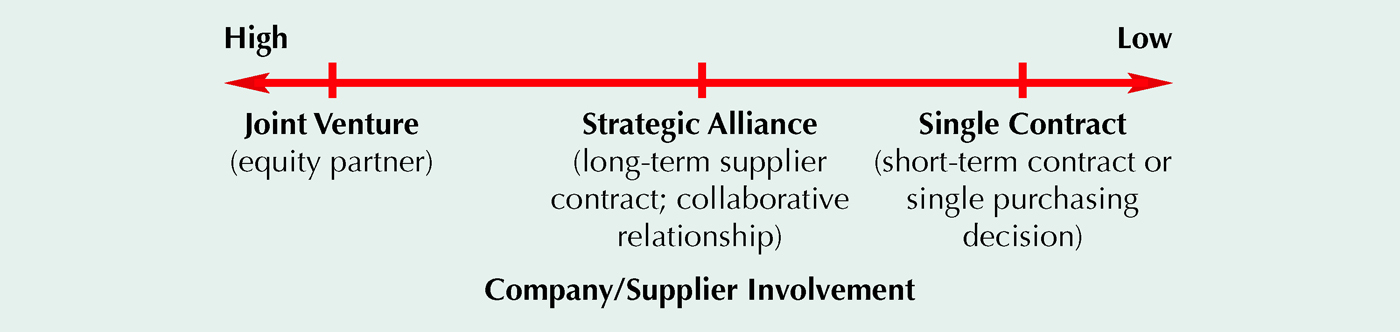 High
Low
Joint Venture
(equity partner)
Strategic Alliance
(long-term supplier
contract; collaborative
relationship)
Single Contract
(short-term contract or
single purchasing
decision)
Company/Supplier Involvement